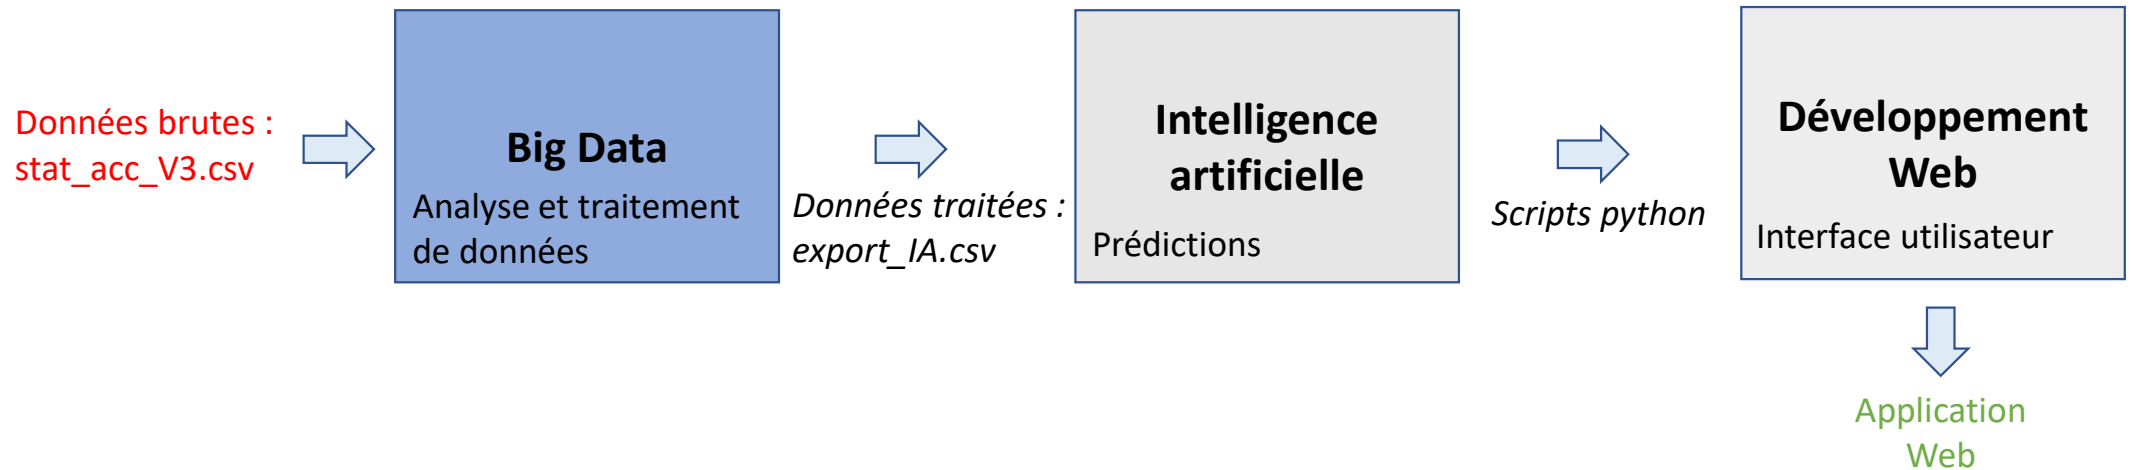 Données brutes :
stat_acc_V3.csv
Big Data
Analyse et traitement
de données
Données traitées :
export_IA.csv
Intelligence
artificielle
Prédictions
Scripts python
Développement
Web
Interface utilisateur
Application
Web